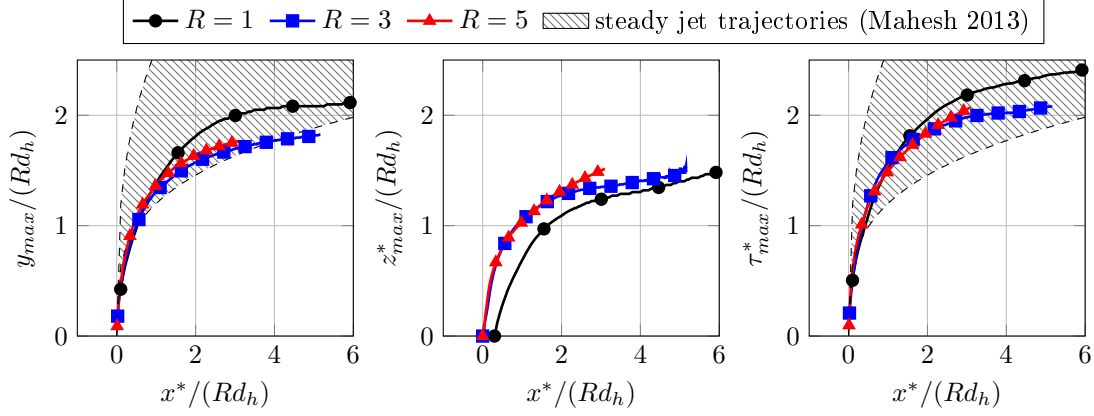 R = 1 R = 3 R = 5 steady jet trajectories (Mahesh 2013)
y_max/(Rd_h)
2
1
0
0 2 4 6
x*/(Rd_h)
z*_max/(Rd_h)
2
1
0
0 2 4 6
x*/(Rd_h)
τ*_max/(Rd_h)
2
1
0
0 2 4 6
x*/(Rd_h)